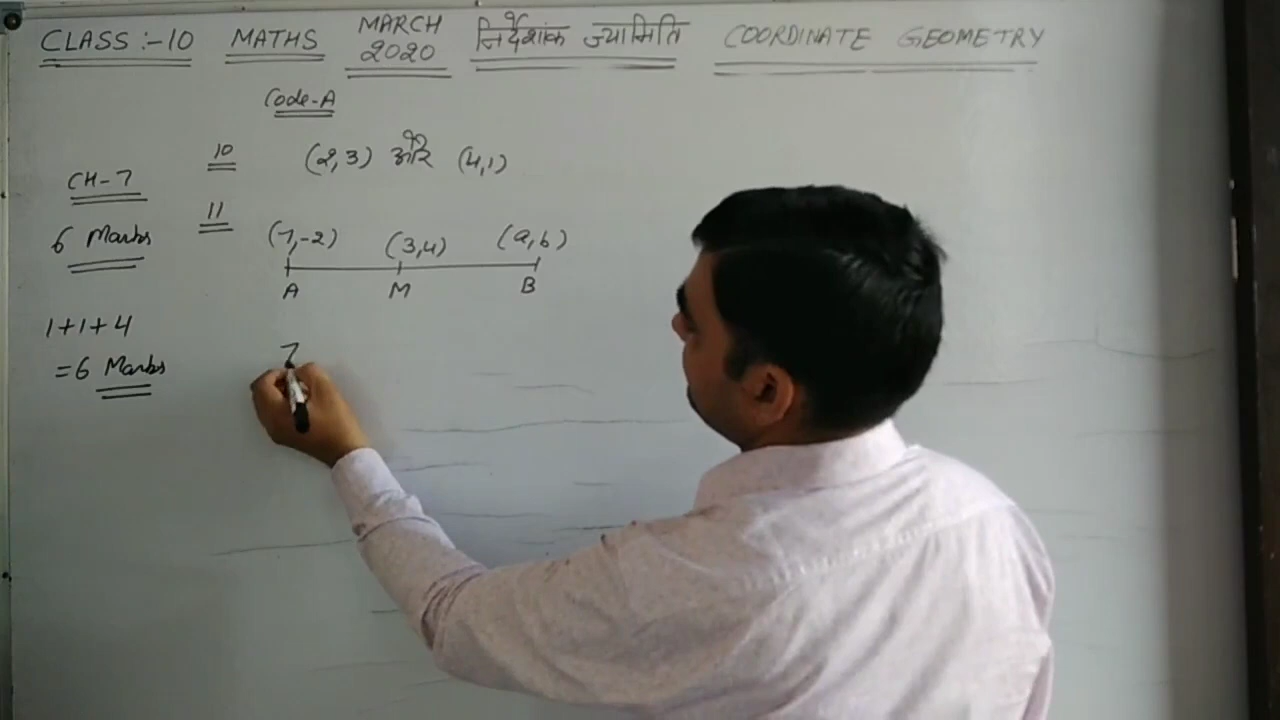 CLASS:-10 MATHS MARCH 2020 निर्देशांक ज्यामिति COORDINATE GEOMETRY
Code-A
CH-7
6 Marks
1+1+4
=6 Marks
10 (2,3) और (4,1)
11 (7,-2) (3,4) (a,b)
A M B
7